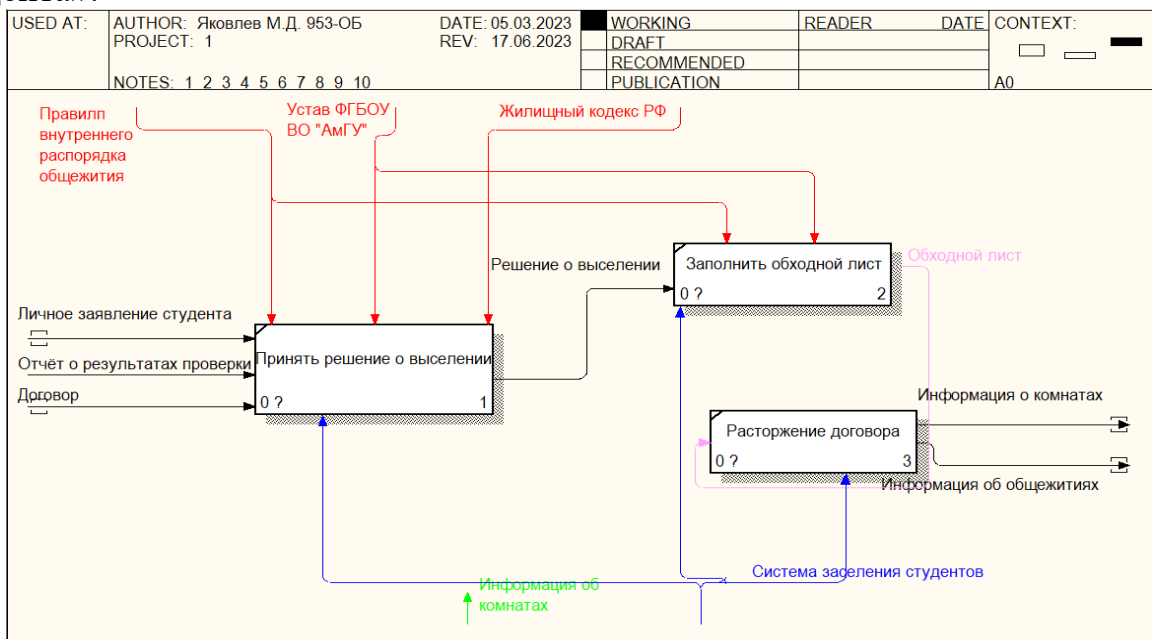 USED AT:
AUTHOR: Яковлев М.Д. 953-ОБ
DATE: 05.03.2023
WORKING
READER
DATE
CONTEXT:
PROJECT: 1
REV: 17.06.2023
DRAFT
RECOMMENDED
NOTES: 1 2 3 4 5 6 7 8 9 10
PUBLICATION
A0
Правилп
внутреннего
распорядка
общежития
Устав ФГБОУ
ВО "АмГУ"
Жилищный кодекс РФ
Решение о выселении
Заполнить обходной лист
0 ?
2
Обходной лист
Личное заявление студента
Отчёт о результатах проверки
Договор
Принять решение о выселении
0 ?
1
Информация о комнатах
Расторжение договора
0 ?
3
Информация об общежитиях
Система заселения студентов
Информация об
комнатах